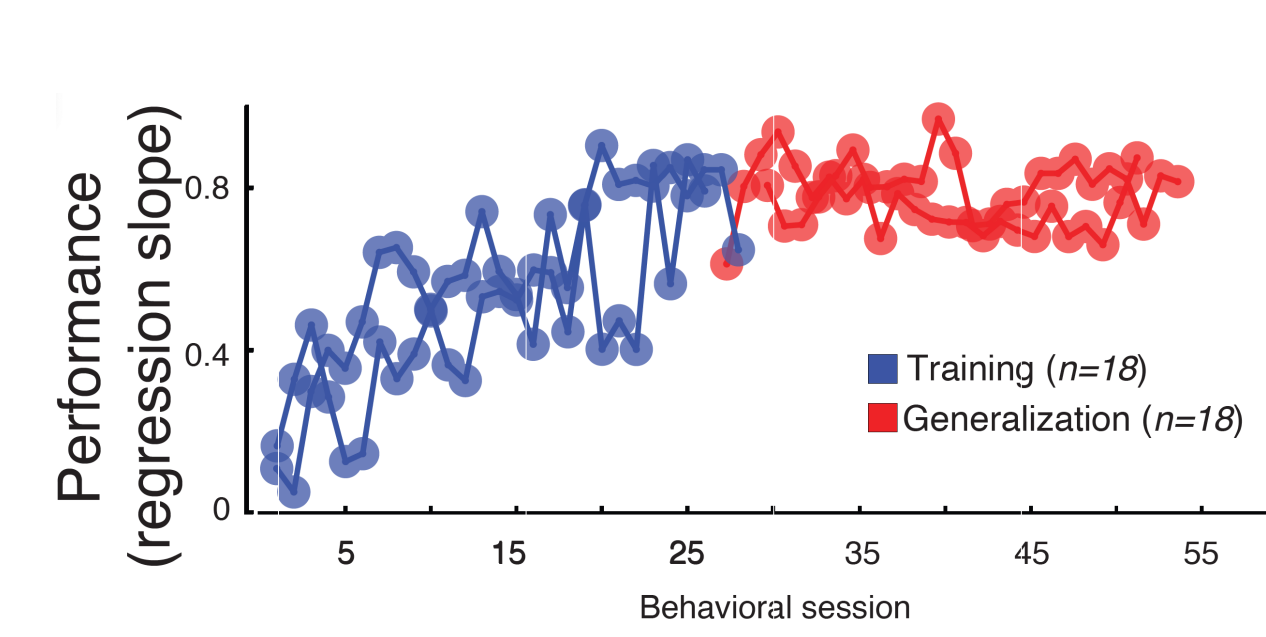 Performance
(regression slope)
0.8
0.4
0
5 15 25 35 45 55
Behavioral session
Training (n=18)
Generalization (n=18)